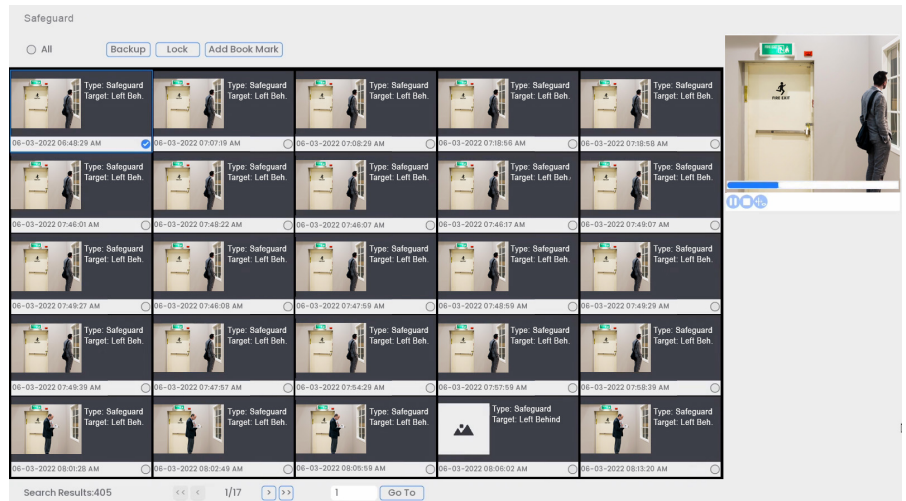 Safeguard
All
Backup
Lock
Add Book Mark
Type: Safeguard
Target: Left Beh.
Type: Safeguard
Target: Left Beh.
Type: Safeguard
Target: Left Beh.
Type: Safeguard
Target: Left Beh.
Type: Safeguard
Target: Left Beh.
06-03-2022 06:48:29 AM
06-03-2022 07:07:19 AM
06-03-2022 07:08:29 AM
06-03-2022 07:18:56 AM
06-03-2022 07:18:58 AM
FIRE EXIT
Type: Safeguard
Target: Left Beh.
Type: Safeguard
Target: Left Beh.
Type: Safeguard
Target: Left Beh.
Type: Safeguard
Target: Left Beh.
Type: Safeguard
Target: Left Beh.
06-03-2022 07:46:01 AM
06-03-2022 07:48:22 AM
06-03-2022 07:46:07 AM
06-03-2022 07:46:17 AM
06-03-2022 07:49:07 AM
Type: Safeguard
Target: Left Beh.
Type: Safeguard
Target: Left Beh.
Type: Safeguard
Target: Left Beh.
Type: Safeguard
Target: Left Beh.
Type: Safeguard
Target: Left Beh.
06-03-2022 07:49:27 AM
06-03-2022 07:46:08 AM
06-03-2022 07:47:59 AM
06-03-2022 07:48:59 AM
06-03-2022 07:49:29 AM
Type: Safeguard
Target: Left Beh.
Type: Safeguard
Target: Left Beh.
Type: Safeguard
Target: Left Beh.
Type: Safeguard
Target: Left Beh.
Type: Safeguard
Target: Left Beh.
06-03-2022 07:49:39 AM
06-03-2022 07:47:57 AM
06-03-2022 07:54:29 AM
06-03-2022 07:57:59 AM
06-03-2022 07:58:39 AM
Type: Safeguard
Target: Left Beh.
Type: Safeguard
Target: Left Beh.
Type: Safeguard
Target: Left Beh.
Type: Safeguard
Target: Left Behind
Type: Safeguard
Target: Left Beh.
06-03-2022 08:01:28 AM
06-03-2022 08:02:49 AM
06-03-2022 08:05:59 AM
06-03-2022 08:06:02 AM
06-03-2022 08:13:20 AM
Search Results:405
<< < 1/17 > >> 1 Go To